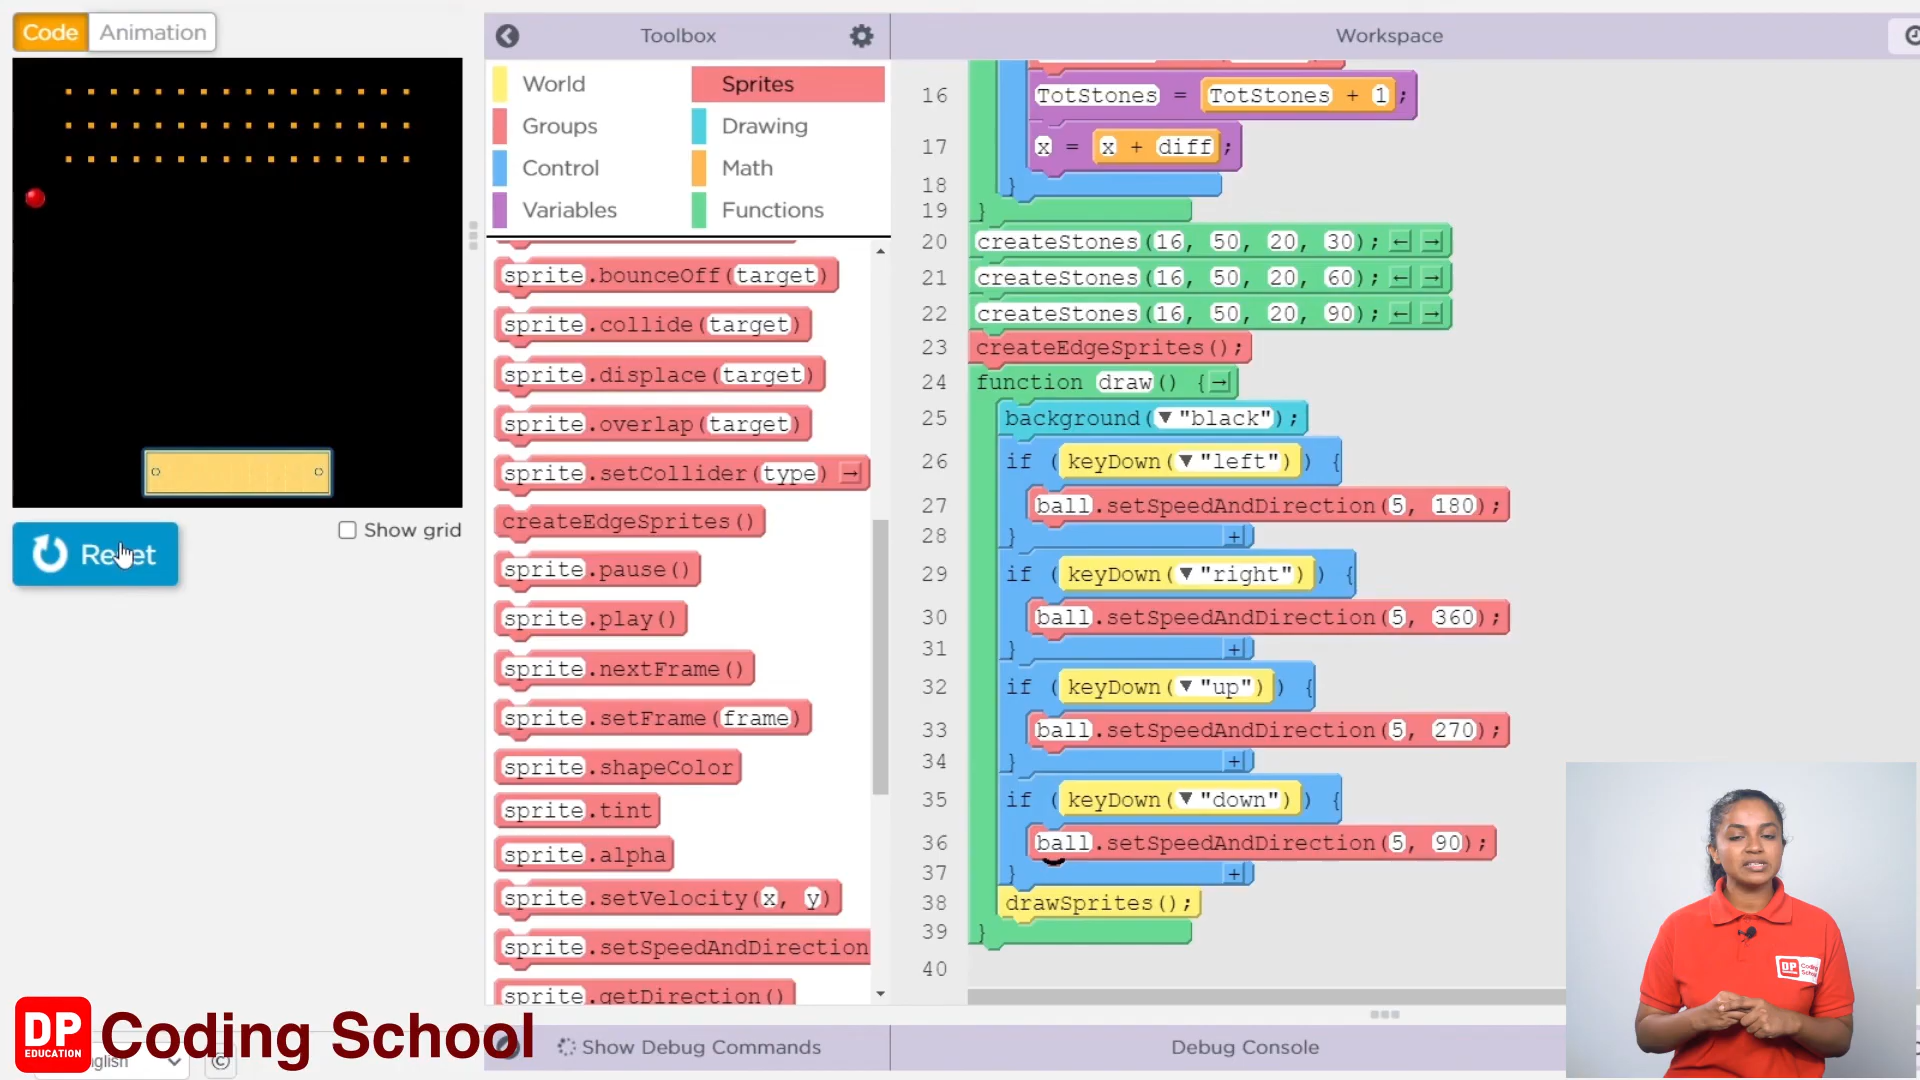 Code
Animation
Toolbox
Workspace
World
Sprites
Groups
Drawing
Control
Math
Variables
Functions
Reset
Show grid
sprite.bounceOff(target)
sprite.collide(target)
sprite.displace(target)
sprite.overlap(target)
sprite.setCollider(type)
createEdgeSprites()
sprite.pause()
sprite.play()
sprite.nextFrame()
sprite.setFrame(frame)
sprite.shapeColor
sprite.tint
sprite.alpha
sprite.setVelocity(x, y)
sprite.setSpeedAndDirection
sprite.getDirection()
16 TotStones = TotStones + 1;
17 x = x + diff;
18 }
19 }
20 createStones(16, 50, 20, 30);
21 createStones(16, 50, 20, 60);
22 createStones(16, 50, 20, 90);
23 createEdgeSprites();
24 function draw() {
25 background("black");
26 if (keyDown("left")) {
27 ball.setSpeedAndDirection(5, 180);
28 }
29 if (keyDown("right")) {
30 ball.setSpeedAndDirection(5, 360);
31 }
32 if (keyDown("up")) {
33 ball.setSpeedAndDirection(5, 270);
34 }
35 if (keyDown("down")) {
36 ball.setSpeedAndDirection(5, 90);
37 }
38 drawSprites();
39 }
40
DP
EDUCATION
Coding School
glish
©
Show Debug Commands
Debug Console
DP Coding School